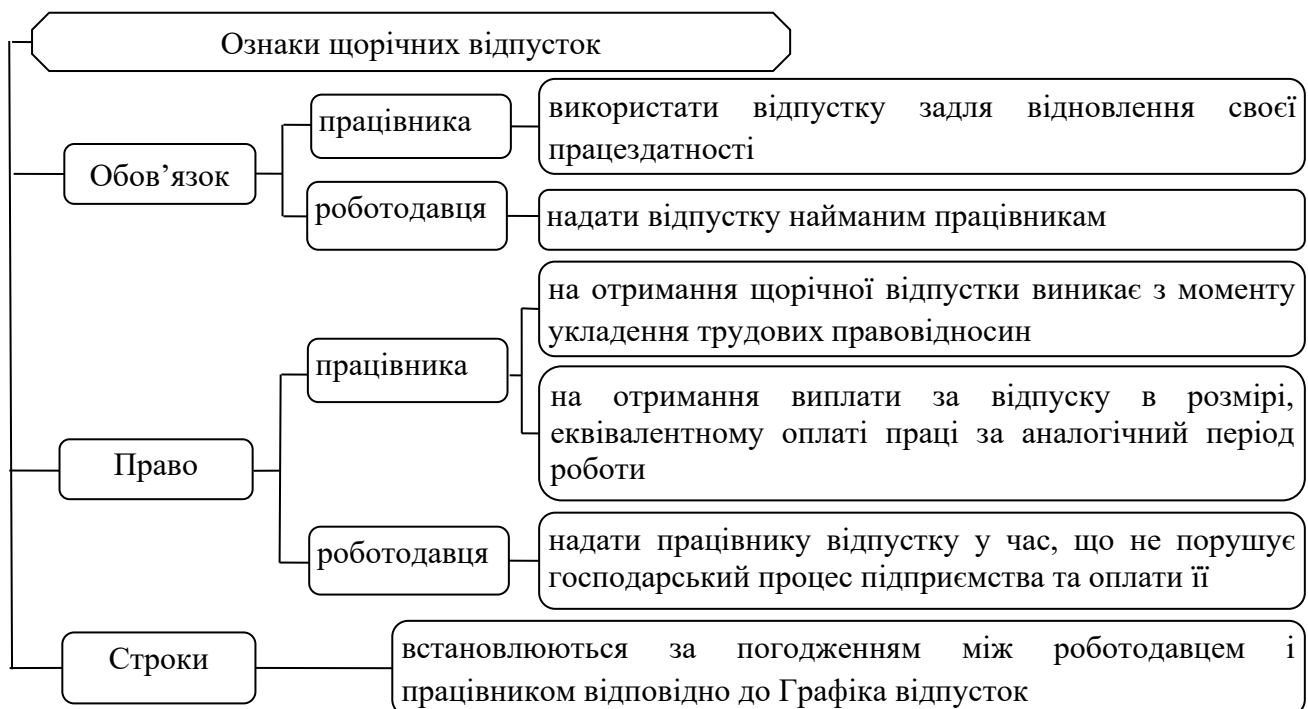 Ознаки щорічних відпусток
Обов’язок
працівника
використати відпустку задля відновлення своєї
працездатності
роботодавця
надати відпустку найманим працівникам
Право
працівника
на отримання щорічної відпустки виникає з моменту
укладення трудових правовідносин
на отримання виплати за відпуску в розмірі,
еквівалентному оплаті праці за аналогічний період
роботи
роботодавця
надати працівнику відпустку у час, що не порушує
господарський процес підприємства та оплати її
Строки
встановлюються за погодженням між роботодавцем і
працівником відповідно до Графіка відпусток